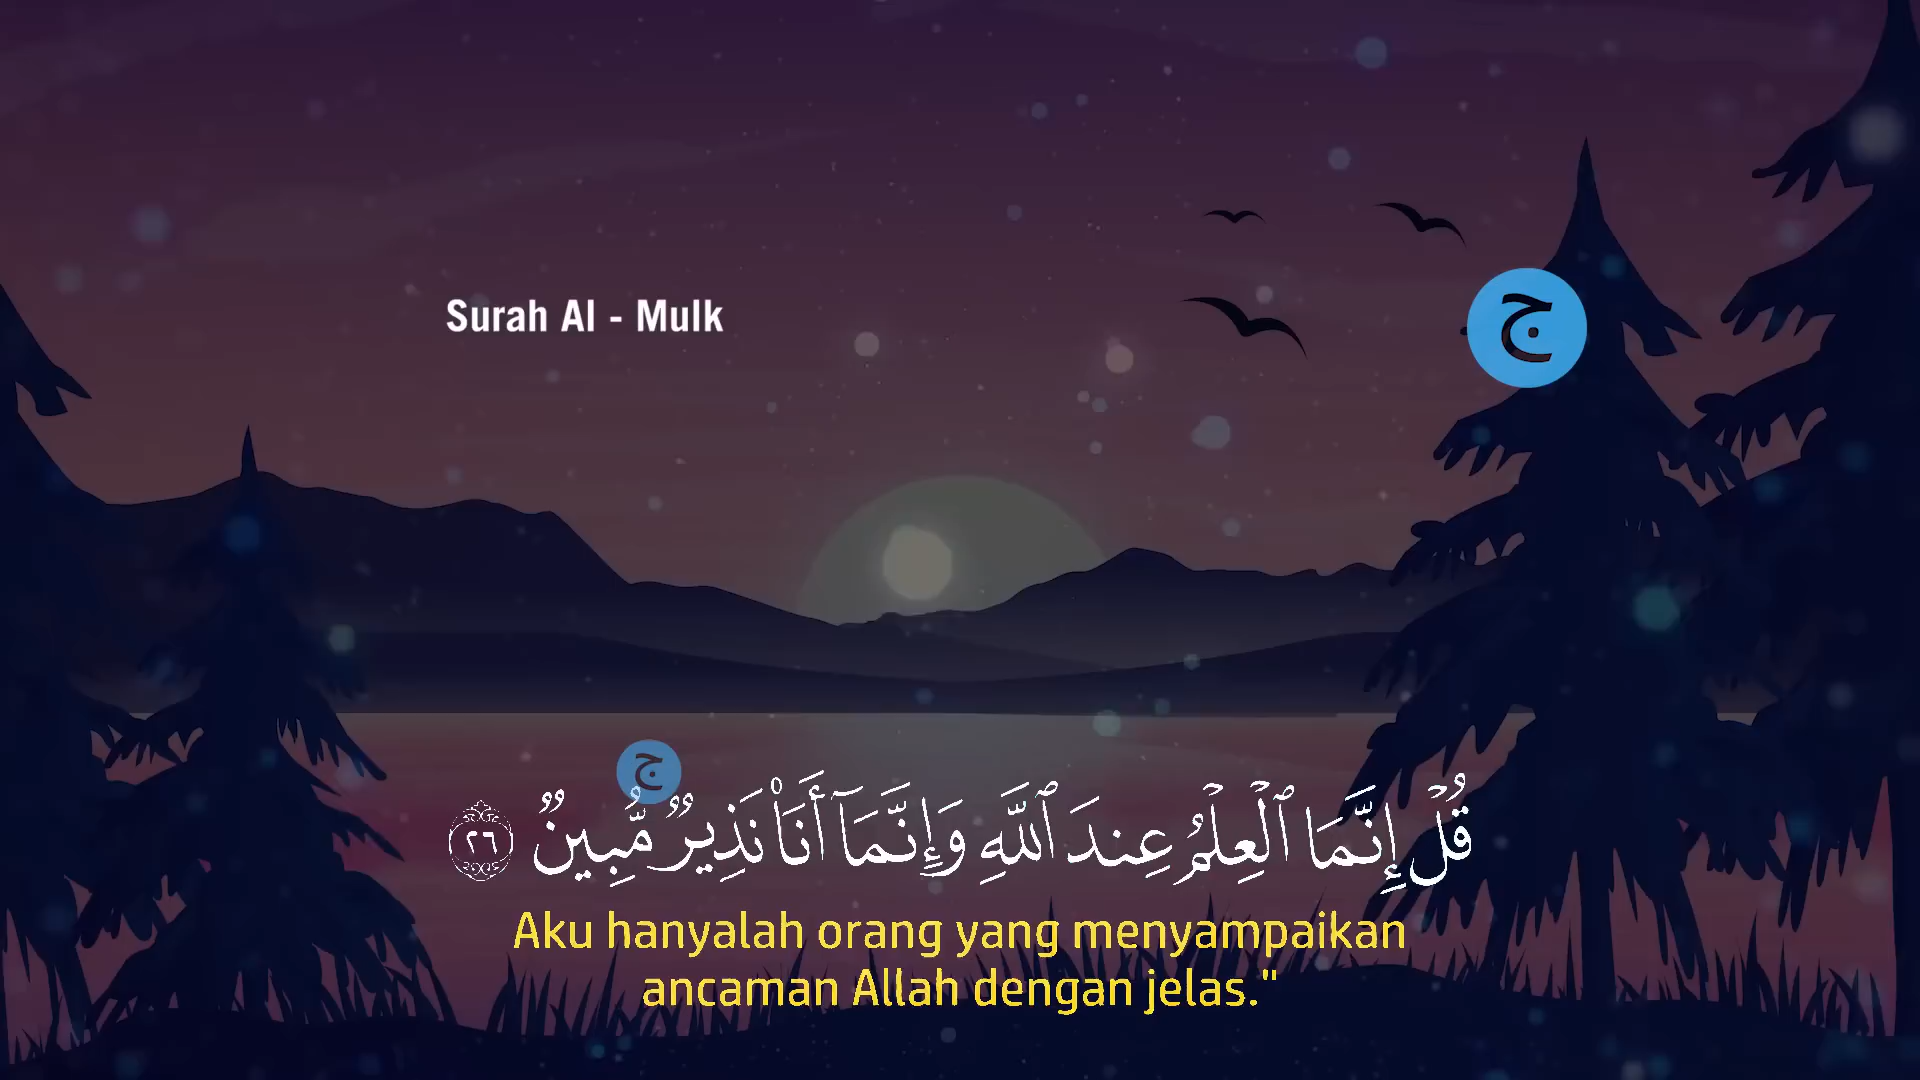 Surah Al - Mulk
ج
ج
قُلْ إِنَّمَا ٱلْعِلْمُ عِندَ ٱللَّهِ وَإِنَّمَآ أَنَا۠ نَذِيرٌ مُّبِينٌ ٢٦
Aku hanyalah orang yang menyampaikan
ancaman Allah dengan jelas."